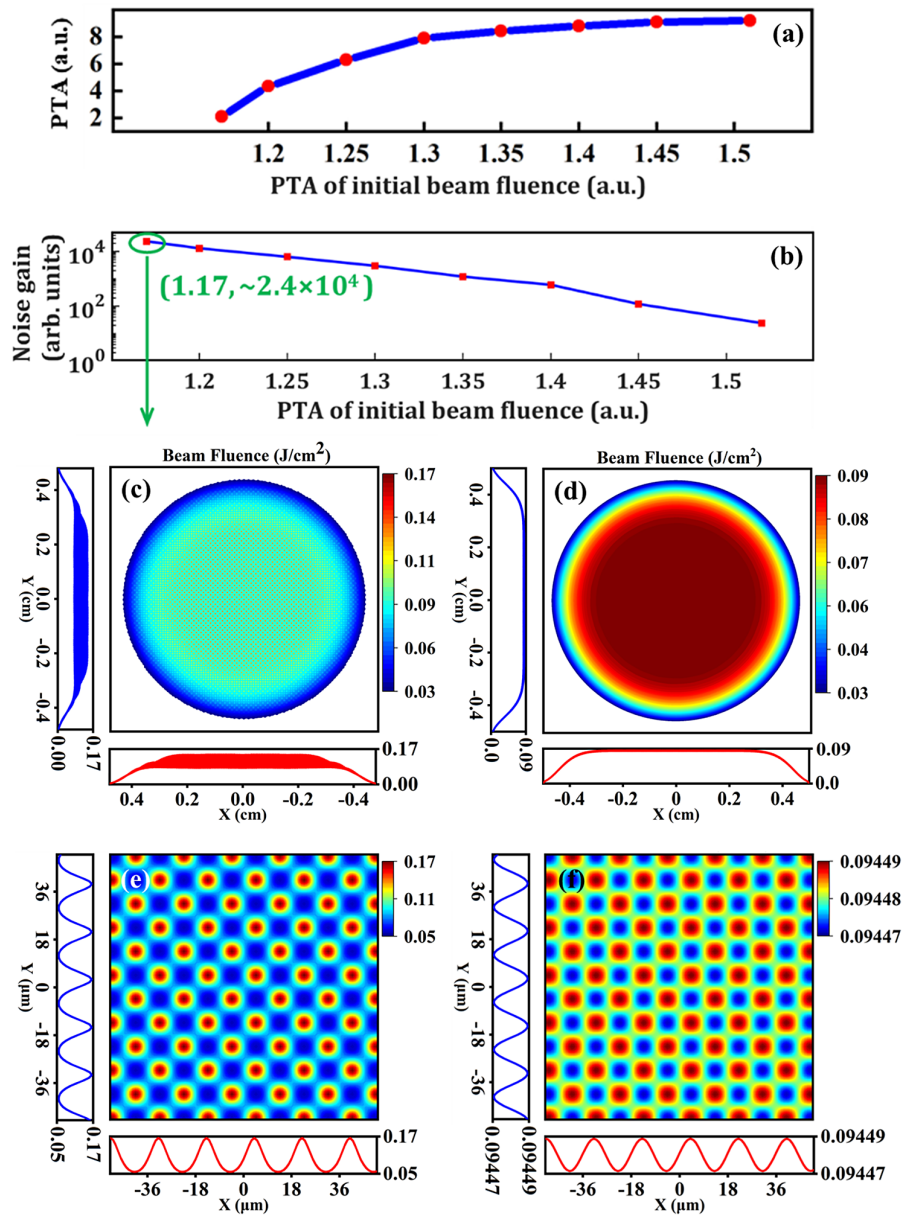 (a)
PTA (a.u.)
8
6
4
2
1.2 1.25 1.3 1.35 1.4 1.45 1.5
PTA of initial beam fluence (a.u.)
(b)
Noise gain
(arb. units)
10⁴
10²
10⁰
(1.17, ~2.4×10⁴)
1.2 1.25 1.3 1.35 1.4 1.45 1.5
PTA of initial beam fluence (a.u.)
Beam Fluence (J/cm²)
(c)
0.4
0.2
0.0
-0.2
-0.4
Y (cm)
0.00 0.17
0.17
0.14
0.13
0.11
0.09
0.06
0.03
0.17
0.00
0.4 0.2 0.0 -0.2 -0.4
X (cm)
Beam Fluence (J/cm²)
(d)
0.4
0.2
0.0
-0.2
-0.4
Y (cm)
0.00 0.09
0.09
0.08
0.07
0.06
0.04
0.03
0.09
0.0
-0.4 -0.2 0 0.2 0.4
X (cm)
(e)
36
18
0
-18
-36
Y (µm)
0.05 0.17
0.17
0.11
0.05
0.17
0.05
-36 -18 0 18 36
X (µm)
(f)
36
18
0
-18
-36
Y (µm)
0.09447 0.09449
0.09449
0.09448
0.09447
0.09449
0.09447
-36 -18 0 18 36
X (µm)